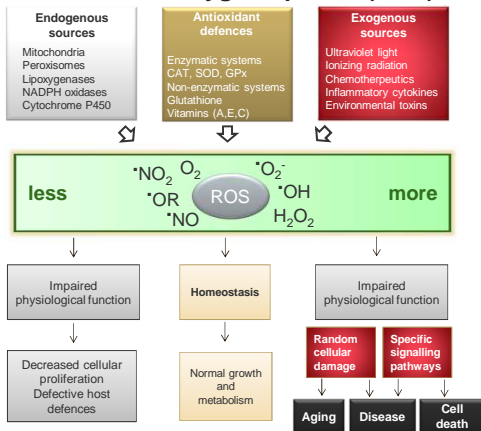 Endogenous
sources
Mitochondria
Peroxisomes
Lipoxygenases
NADPH oxidases
Cytochrome P450
Antioxidant
defences
Enzymatic systems
CAT, SOD, GPx
Non-enzymatic systems
Glutathione
Vitamins (A,E,C)
Exogenous
sources
Ultraviolet light
Ionizing radiation
Chemotherpeutics
Inflamatory cytokines
Environmental toxins
less
•NO2 O2
•OR
•NO
ROS
•O2-
•OH
H2O2
more
Impaired
physiological function
Homeostasis
Impaired
physiological function
Decreased cellular
proliferation
Defective host
defences
Normal growth
and
metabolism
Random
cellular
damage
Specific
signalling
pathways
Aging
Disease
Cell
death